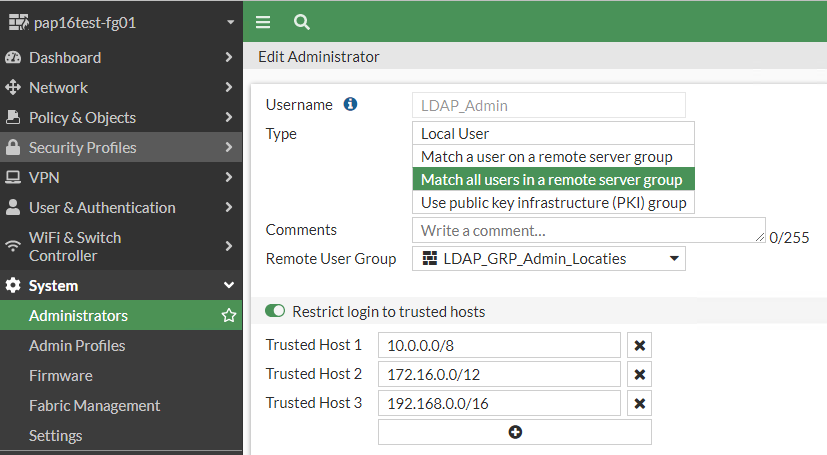 pap16test-fg01
Dashboard
Network
Policy & Objects
Security Profiles
VPN
User & Authentication
WiFi & Switch
Controller
System
Administrators
Admin Profiles
Firmware
Fabric Management
Settings
Edit Administrator
Username LDAP_Admin
Type Local User
Match a user on a remote server group
Match all users in a remote server group
Use public key infrastructure (PKI) group
Comments Write a comment... 0/255
Remote User Group LDAP_GRP_Admin_Locaties
Restrict login to trusted hosts
Trusted Host 1 10.0.0.0/8
Trusted Host 2 172.16.0.0/12
Trusted Host 3 192.168.0.0/16